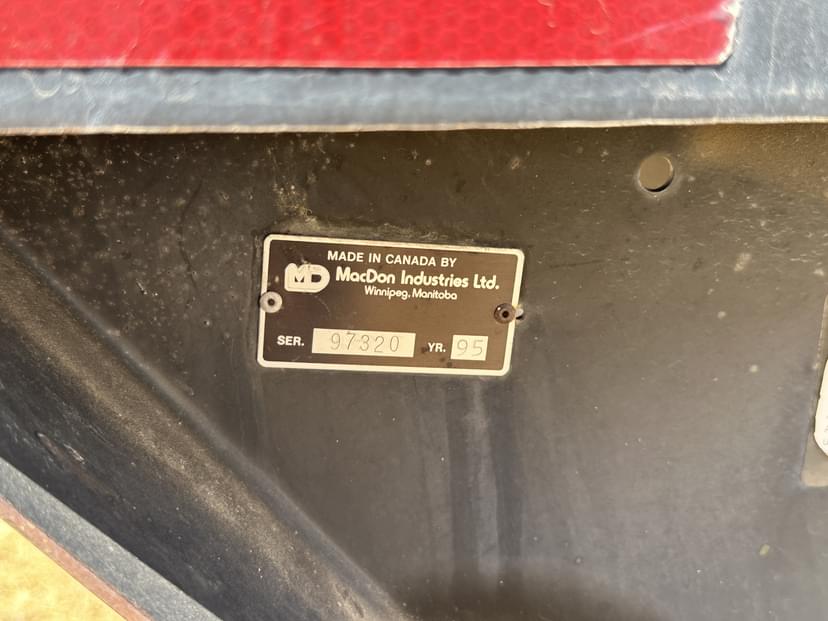 MADE IN CANADA BY
MD MacDon Industries Ltd.
Winnipeg, Manitoba
SER. 97320 YR. 95